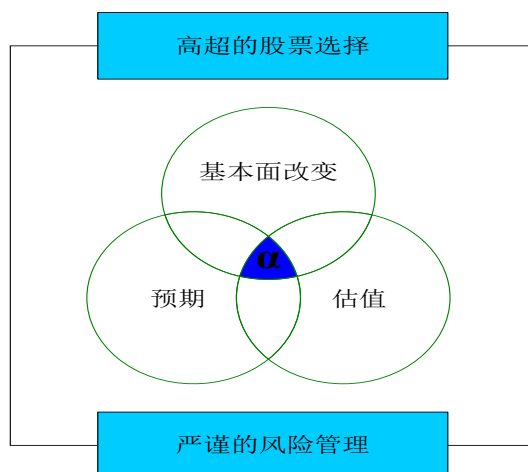 高超的股票选择
基本面改变
α
预期
估值
严谨的风险管理